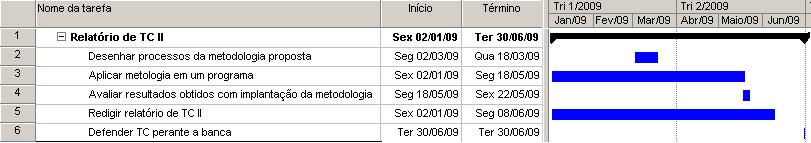 Nome da tarefa Início Término Tri 1/2009 Tri 2/2009
Jan/09 Fev/09 Mar/09 Abr/09 Maio/09 Jun/09
1 Relatório de TC II Sex 02/01/09 Ter 30/06/09
2 Desenhar processos da metodologia proposta Seg 02/03/09 Qua 18/03/09
3 Aplicar metologia em um programa Sex 02/01/09 Seg 18/05/09
4 Avaliar resultados obtidos com implantação da metodologia Seg 18/05/09 Sex 22/05/09
5 Redigir relatório de TC II Sex 02/01/09 Seg 08/06/09
6 Defender TC perante a banca Ter 30/06/09 Ter 30/06/09